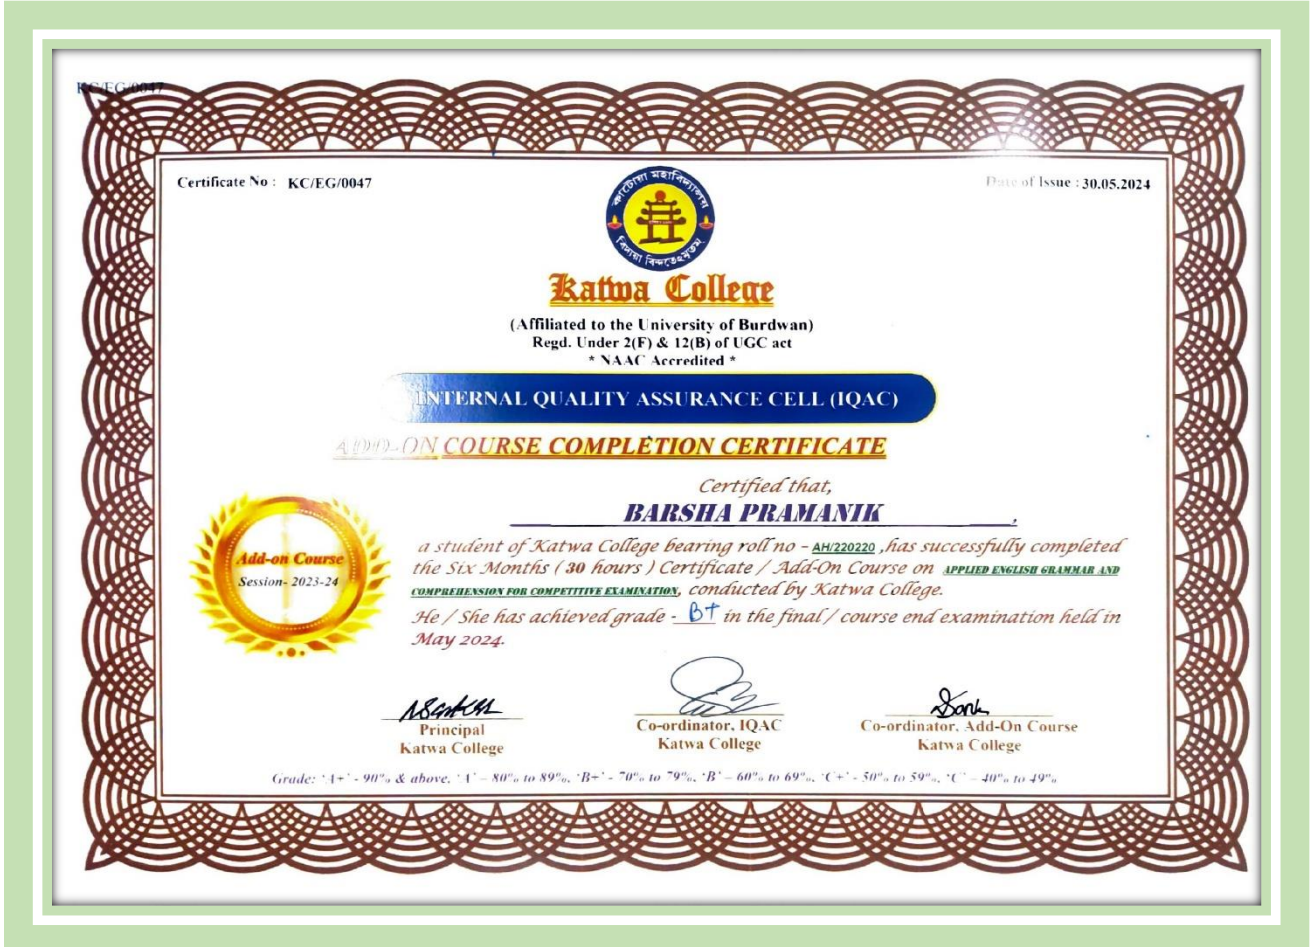 KC/EG/0047
Certificate No : KC/EG/0047
Date of Issue : 30.05.2024
কাটোয়া মহাবিদ্যালয়
বিদ্যয়া বিন্দতেঽমৃতম্
Katwa College
(Affiliated to the University of Burdwan)
Regd. Under 2(F) & 12(B) of UGC act
* NAAC Accredited *
INTERNAL QUALITY ASSURANCE CELL (IQAC)
ADD-ON COURSE COMPLETION CERTIFICATE
Certified that,
BARSHA PRAMANIK,
Add-on Course
Session- 2023-24
a student of Katwa College bearing roll no - AH/220220 ,has successfully completed
the Six Months ( 30 hours ) Certificate / Add-On Course on APPLIED ENGLISH GRAMMAR AND
COMPREHENSION FOR COMPETITIVE EXAMINATION, conducted by Katwa College.
He / She has achieved grade - B+ in the final / course end examination held in
May 2024.
Principal
Katwa College
Co-ordinator, IQAC
Katwa College
Co-ordinator, Add-On Course
Katwa College
Grade: 'A+' - 90% & above, 'A' – 80% to 89%, 'B+' - 70% to 79%, 'B' – 60% to 69%, 'C+' - 50% to 59%, 'C' – 40% to 49%